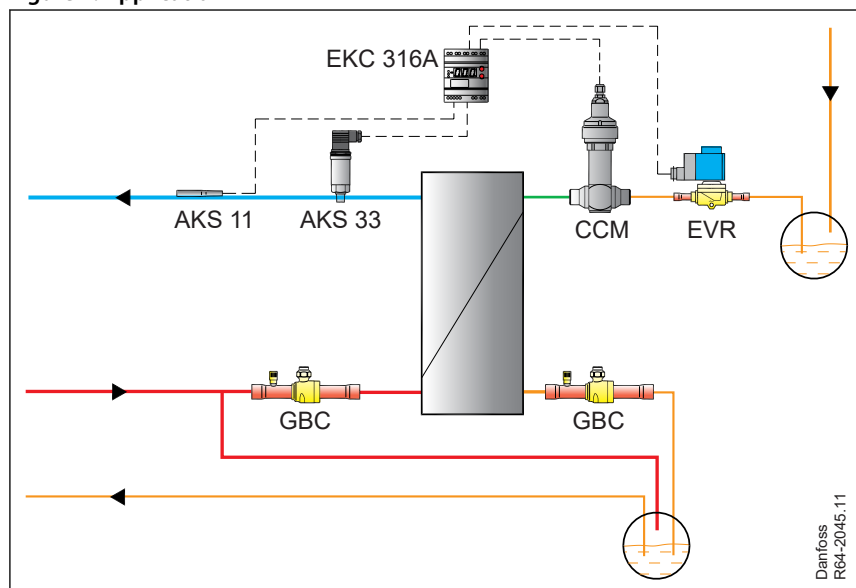 EKC 316A
AKS 11
AKS 33
CCM
EVR
GBC
GBC
Danfoss
R64-2045.11